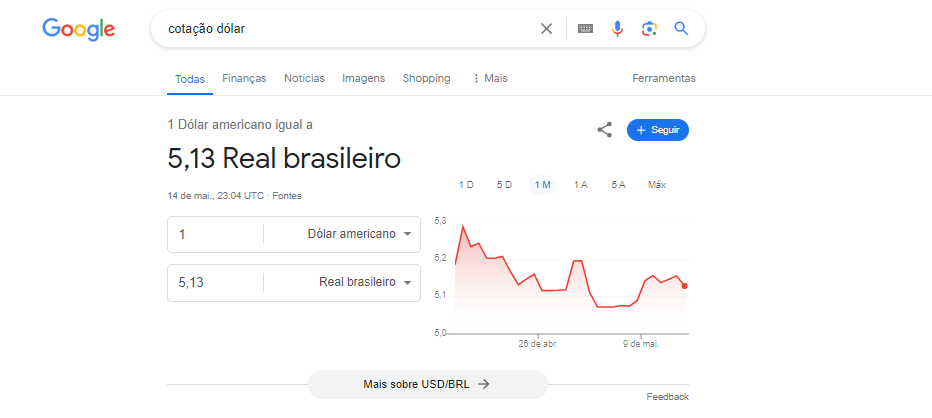 Google
cotação dólar
Todas Finanças Notícias Imagens Shopping Mais Ferramentas
1 Dólar americano igual a
Seguir
5,13 Real brasileiro
14 de mai., 23:04 UTC · Fontes
1 D 5 D 1 M 1 A 5 A Máx
1 Dólar americano
5,13 Real brasileiro
5,3
5,2
5,1
5,0
26 de abr. 9 de mai.
Mais sobre USD/BRL
Feedback